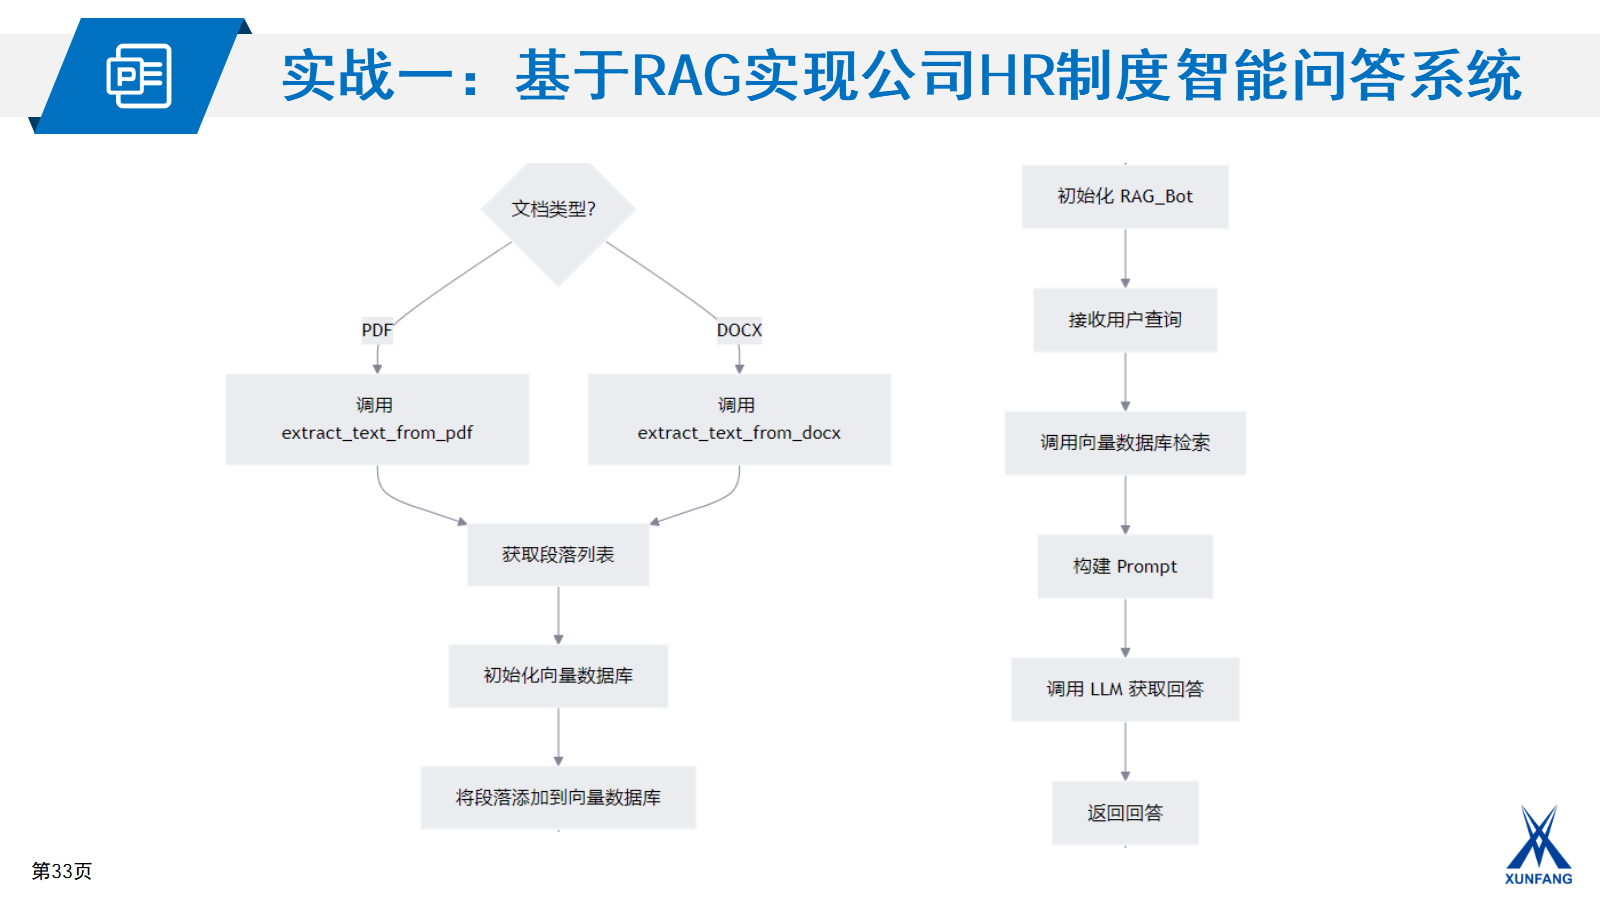 实战一：基于RAG实现公司HR制度智能问答系统
文档类型?
PDF
DOCX
调用
extract_text_from_pdf
调用
extract_text_from_docx
获取段落列表
初始化向量数据库
将段落添加到向量数据库
初始化 RAG_Bot
接收用户查询
调用向量数据库检索
构建 Prompt
调用 LLM 获取回答
返回回答
第33页
XUNFANG